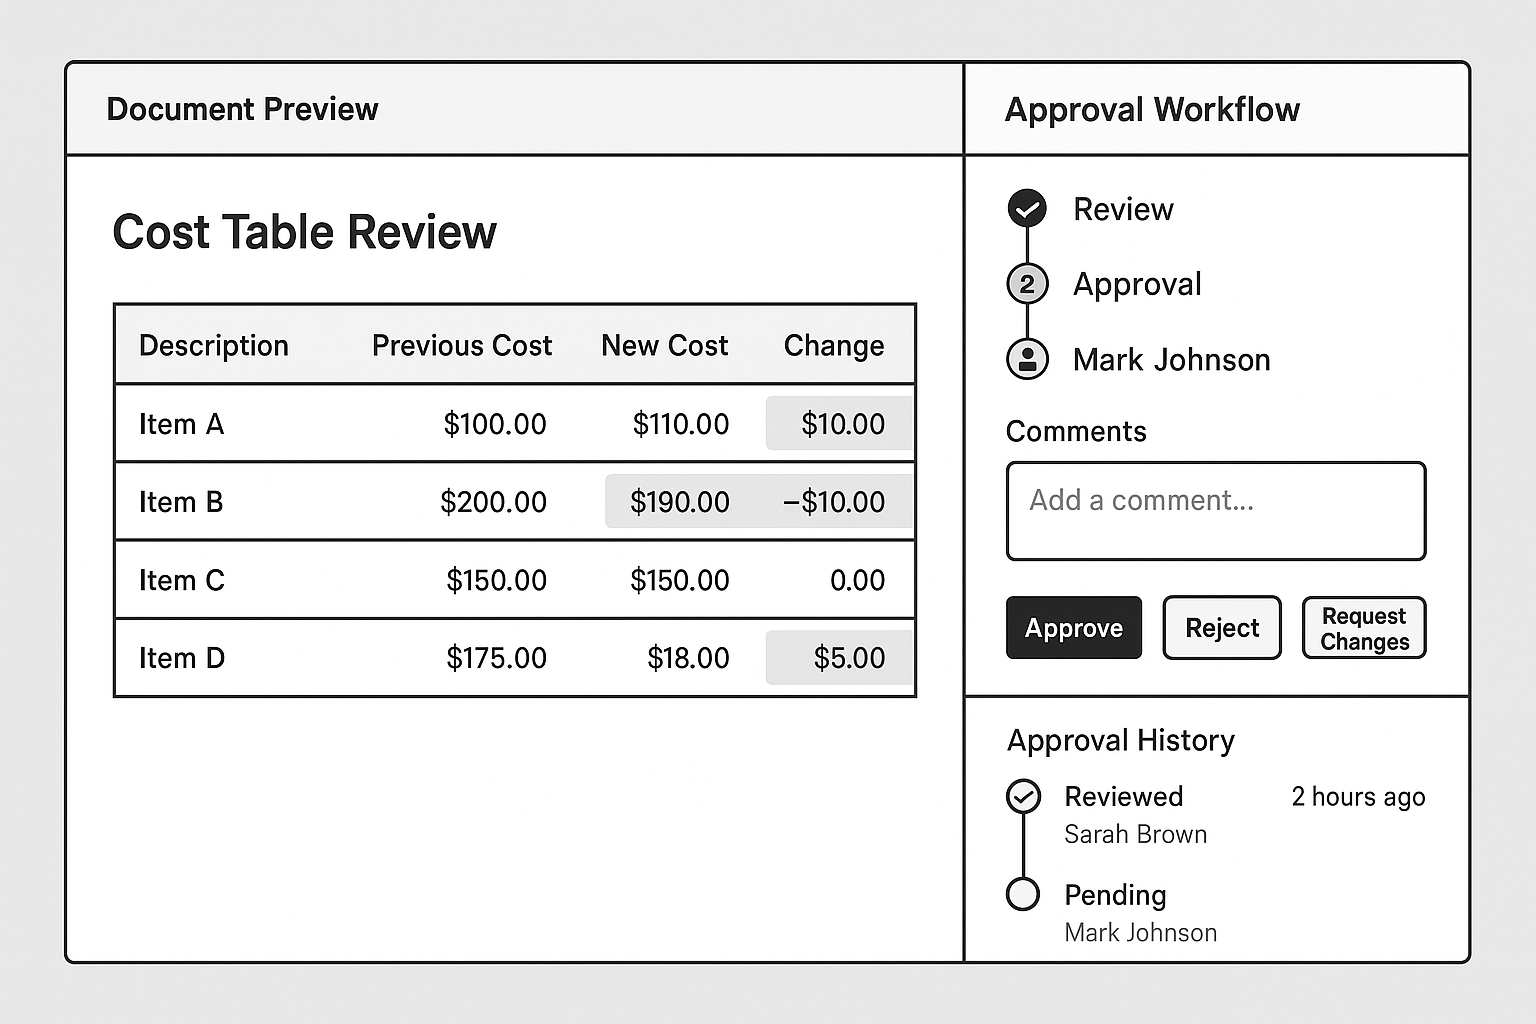 Document Preview
Cost Table Review
Description Previous Cost New Cost Change
Item A $100.00 $110.00 $10.00
Item B $200.00 $190.00 –$10.00
Item C $150.00 $150.00 0.00
Item D $175.00 $18.00 $5.00
Approval Workflow
Review
2 Approval
Mark Johnson
Comments
Add a comment...
Approve
Reject
Request
Changes
Approval History
Reviewed 2 hours ago
Sarah Brown
Pending
Mark Johnson